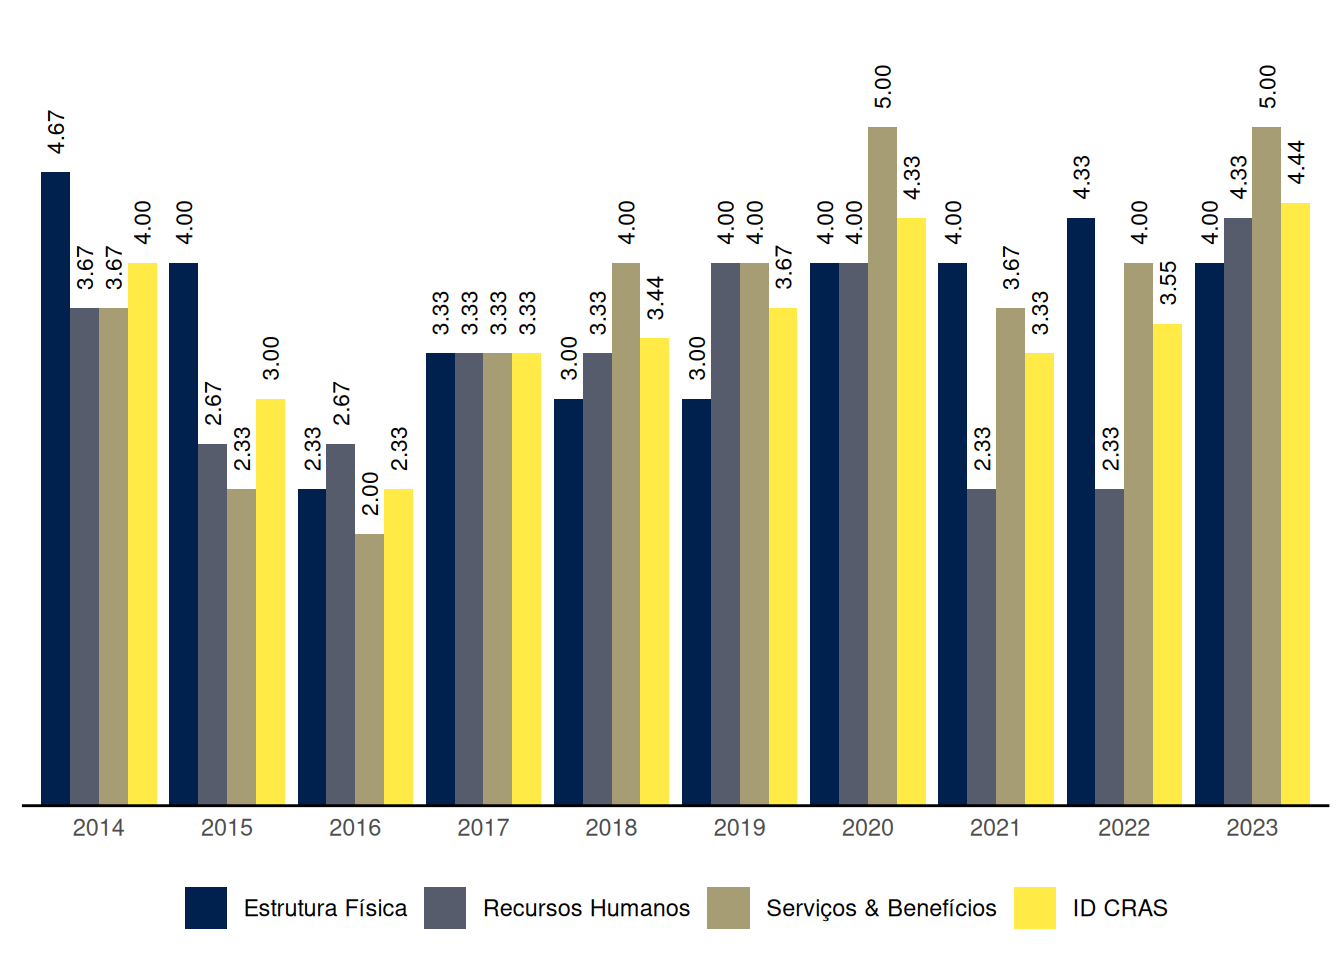 4.67 3.67 3.67 4.00
4.00 2.67 2.33 3.00
2.33 2.67 2.00 2.33
3.33 3.33 3.33 3.33
3.00 3.33 4.00 3.44
3.00 4.00 4.00 3.67
4.00 4.00 5.00 4.33
4.00 2.33 3.67 3.33
4.33 2.33 4.00 3.55
4.00 4.33 5.00 4.44
2014 2015 2016 2017 2018 2019 2020 2021 2022 2023
Estrutura Física Recursos Humanos Serviços & Benefícios ID CRAS